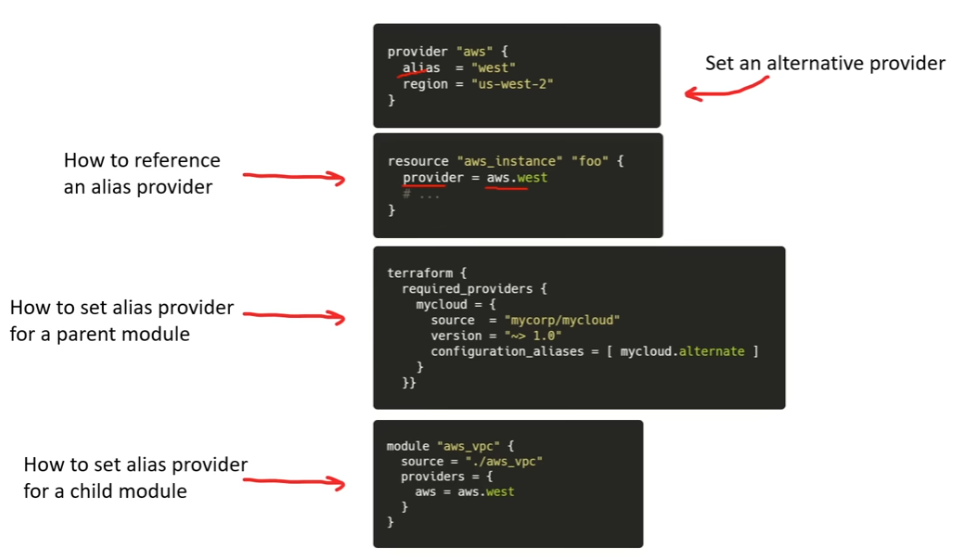 provider "aws" {
  alias  = "west"
  region = "us-west-2"
}
Set an alternative provider
How to reference
an alias provider
resource "aws_instance" "foo" {
  provider = aws.west
  # ...
}
How to set alias provider
for a parent module
terraform {
  required_providers {
    mycloud = {
      source  = "mycorp/mycloud"
      version = "~> 1.0"
      configuration_aliases = [ mycloud.alternate ]
    }
  }}
How to set alias provider
for a child module
module "aws_vpc" {
  source = "./aws_vpc"
  providers = {
    aws = aws.west
  }
}